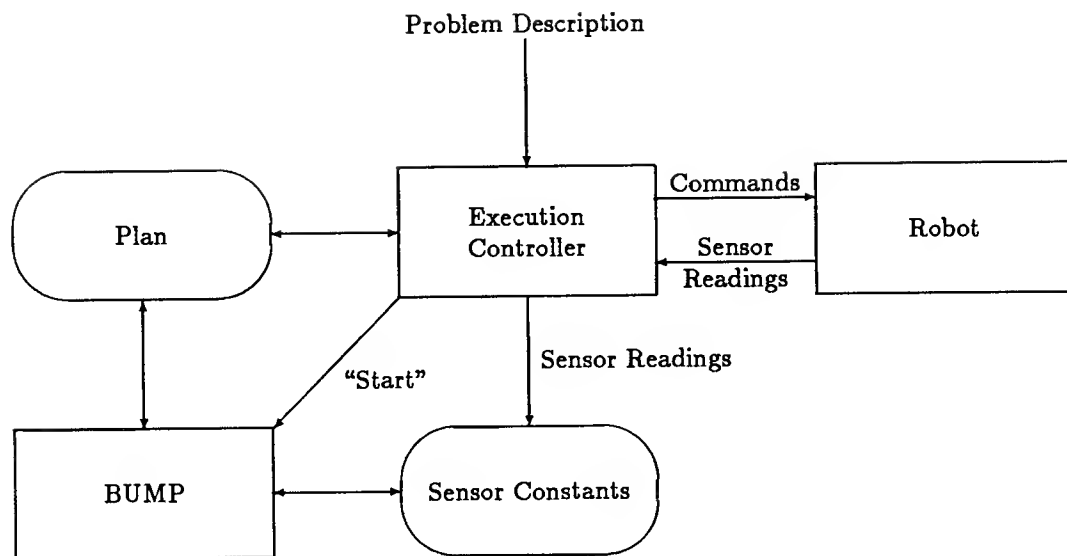 Problem Description
Commands
Plan
Execution
Controller
Robot
Sensor
Readings
"Start"
Sensor Readings
BUMP
Sensor Constants